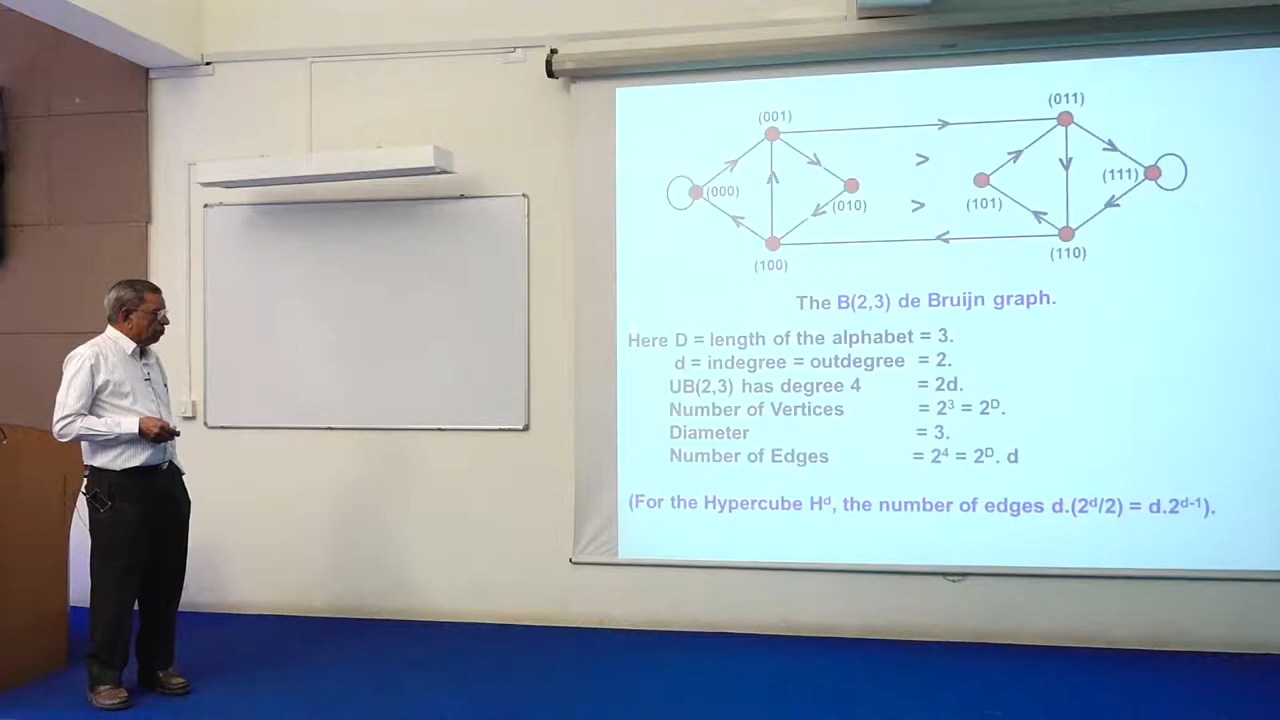 (001)
(011)
(000)
(010)
>
>
(101)
(111)
(100)
(110)
The B(2,3) de Bruijn graph.
Here D = length of the alphabet = 3.
d = indegree = outdegree = 2.
UB(2,3) has degree 4 = 2d.
Number of Vertices = 2³ = 2ᴰ.
Diameter = 3.
Number of Edges = 2⁴ = 2ᴰ. d
(For the Hypercube Hᵈ, the number of edges d.(2ᵈ/2) = d.2ᵈ⁻¹).